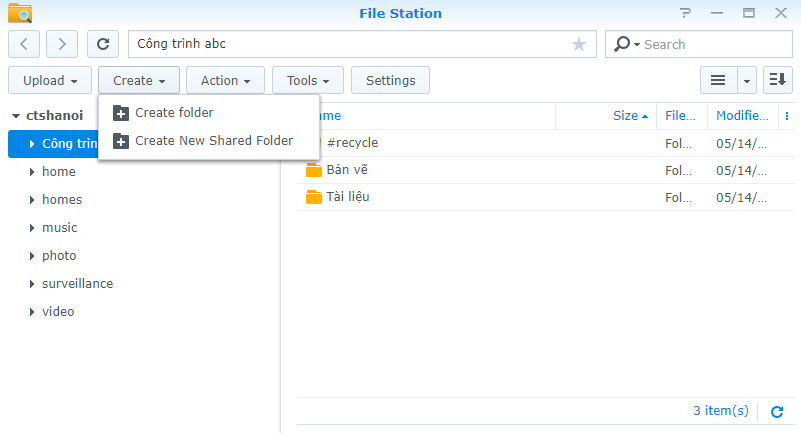 File Station
Công trình abc
Search
Upload Create Action Tools Settings
Create folder
Create New Shared Folder
ctshanoi
Công trìn
home
homes
music
photo
surveillance
video
ame Size File... Modifie...
#recycle Fol... 05/14/...
Bản vẽ Fol... 05/14/...
Tài liệu Fol... 05/14/...
3 item(s)